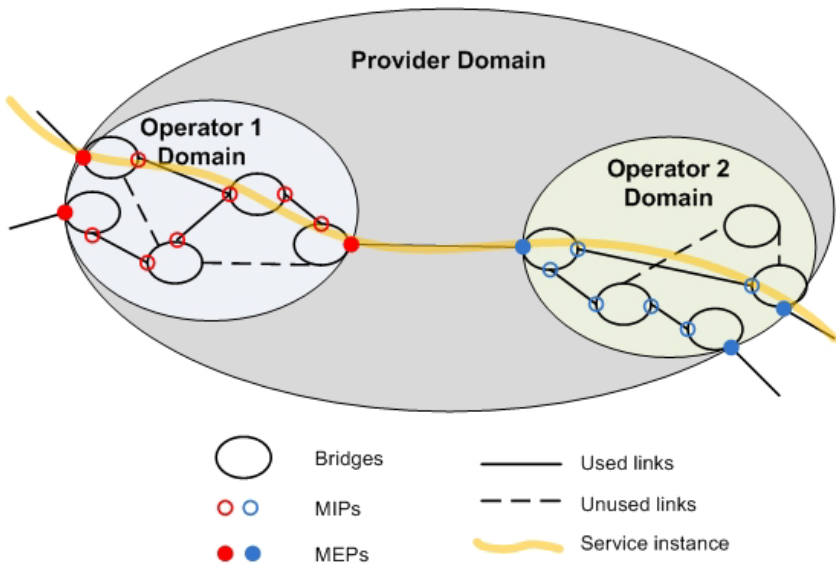 Provider Domain
Operator 1
Domain
Operator 2
Domain
Bridges
MIPs
MEPs
Used links
Unused links
Service instance